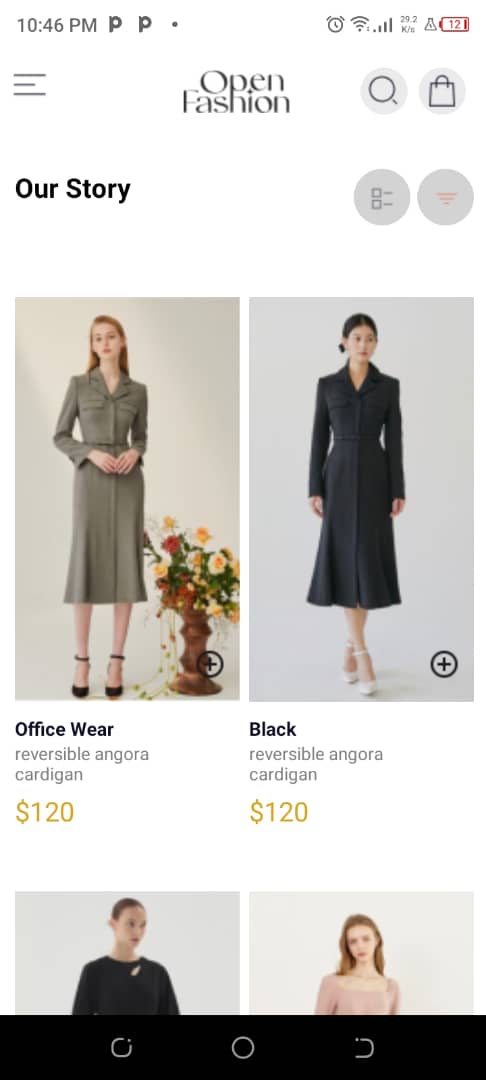 10:46 PM
29.2
K/s
12
Open
Fashion
Our Story
Office Wear
reversible angora
cardigan
$120
Black
reversible angora
cardigan
$120